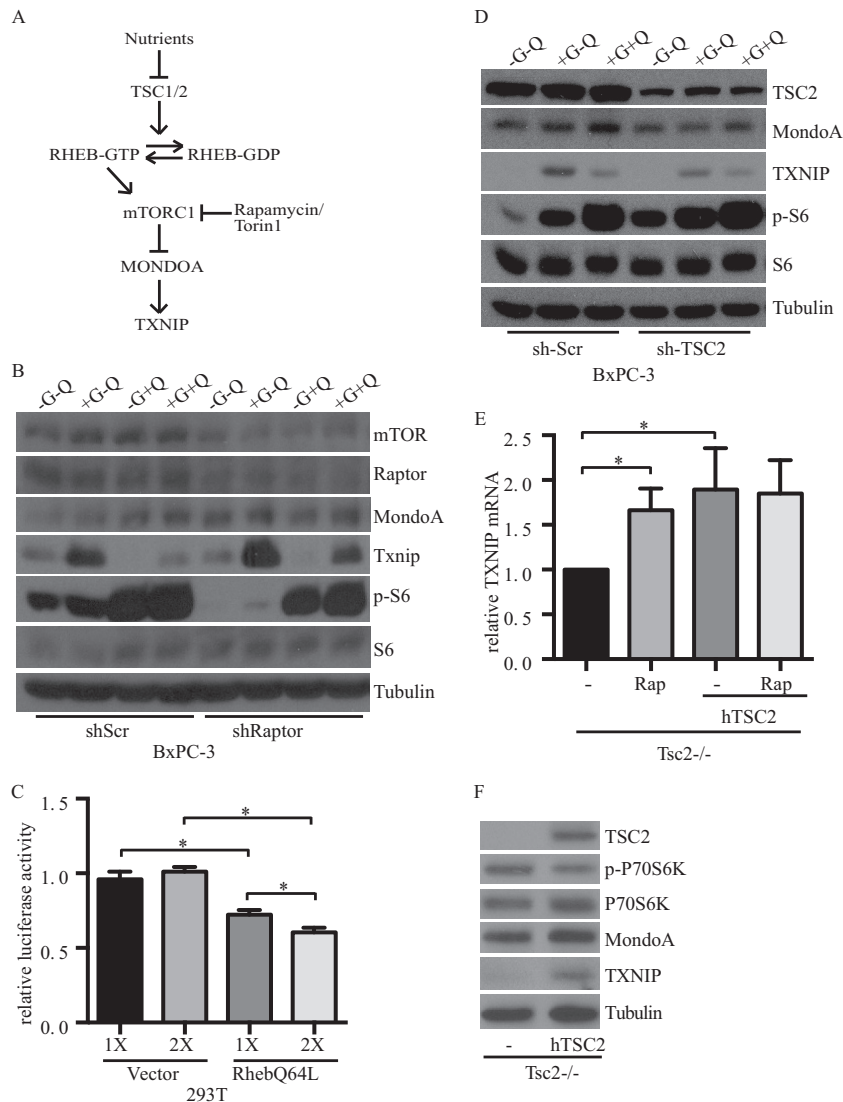 A
Nutrients
TSC1/2
RHEB-GTP RHEB-GDP
mTORC1 Rapamycin/
Torin1
MONDOA
TXNIP
B
-G-Q +G-Q -G+Q +G+Q -G-Q +G-Q -G+Q +G+Q
mTOR
Raptor
MondoA
Txnip
p-S6
S6
Tubulin
shScr shRaptor
BxPC-3
C
relative luciferase activity
1.5
1.0
0.5
0.0
* * *
1X 2X 1X 2X
Vector RhebQ64L
293T
D
-G-Q +G-Q +G+Q -G-Q +G-Q +G+Q
TSC2
MondoA
TXNIP
p-S6
S6
Tubulin
sh-Scr sh-TSC2
BxPC-3
E
relative TXNIP mRNA
2.5
2.0
1.5
1.0
0.5
0.0
* *
- Rap - Rap
hTSC2
Tsc2-/-
F
TSC2
p-P70S6K
P70S6K
MondoA
TXNIP
Tubulin
- hTSC2
Tsc2-/-